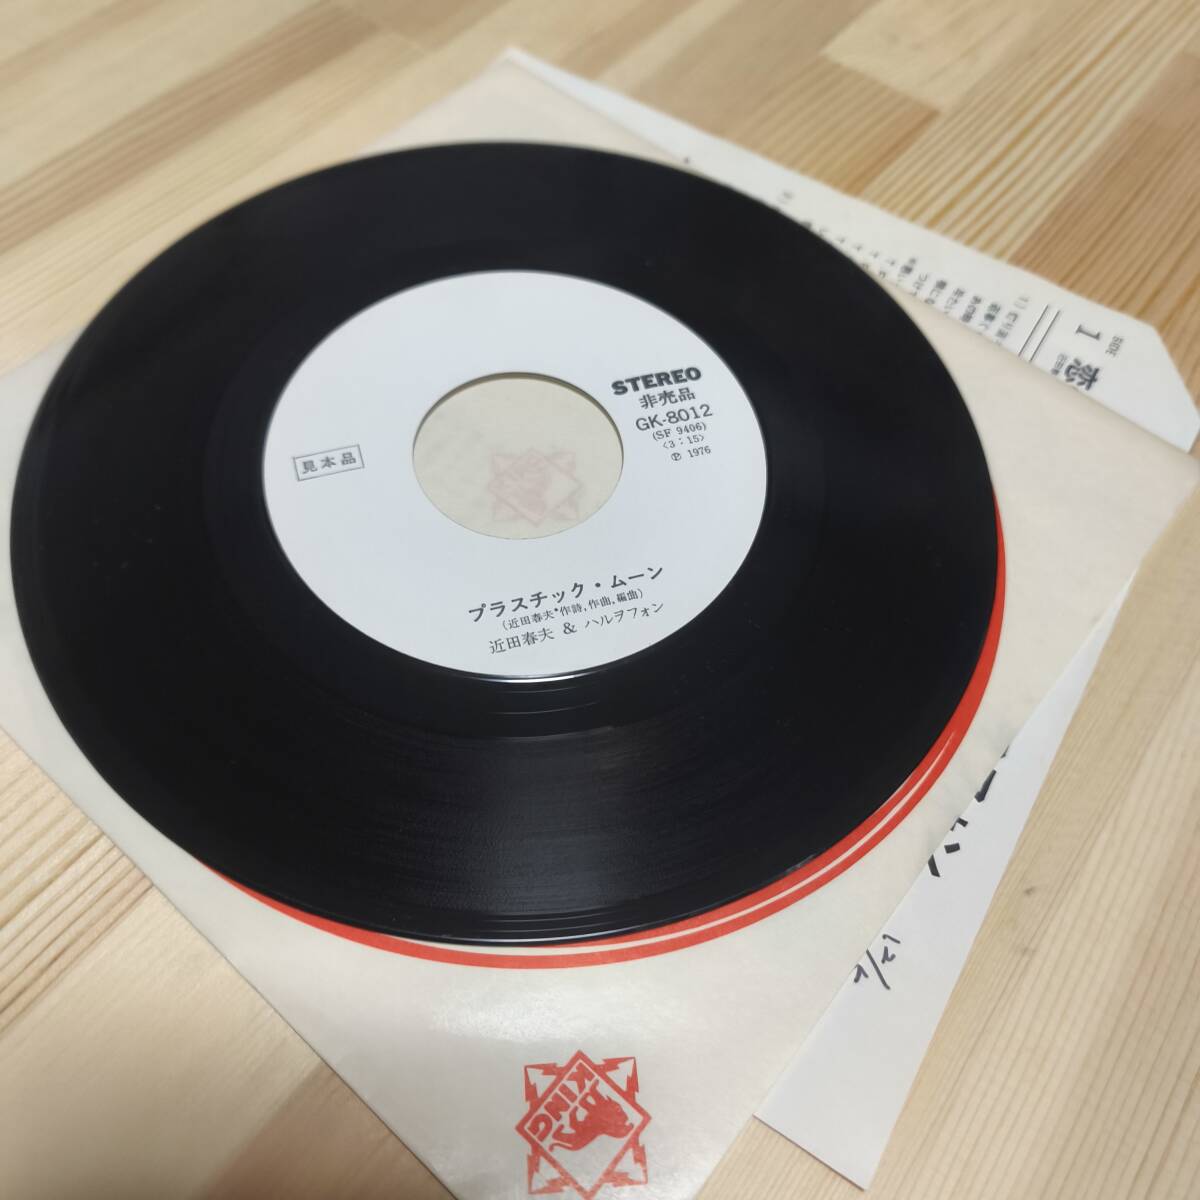 STEREO
非売品
GK-8012
(SF 9406)
<3:15>
Ⓟ 1976
見本品
プラスチック・ムーン
(近田春夫・作詩,作曲,編曲)
近田春夫 & ハルヲフォン
KING
SIDE
1
恋